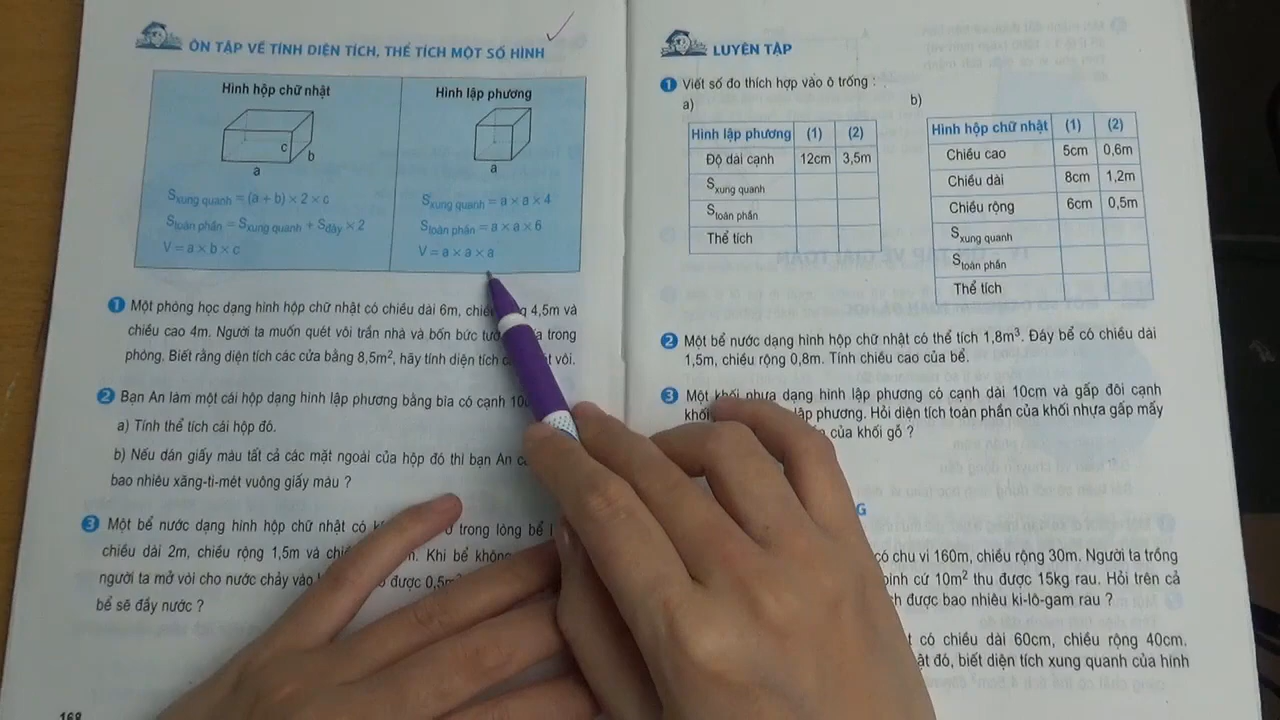 ÔN TẬP VỀ TÍNH DIỆN TÍCH, THỂ TÍCH MỘT SỐ HÌNH
Hình hộp chữ nhật
c
b
a
Sxung quanh = (a + b) × 2 × c
Stoàn phần = Sxung quanh + Sđáy × 2
V = a × b × c
Hình lập phương
a
Sxung quanh = a × a × 4
Stoàn phần = a × a × 6
V = a × a × a
1 Một phòng học dạng hình hộp chữ nhật có chiều dài 6m, 4,5m và
chiều cao 4m. Người ta muốn quét vôi trần nhà và bốn bức trong
phòng. Biết rằng diện tích các cửa bằng 8,5m², hãy tính diện tích vôi.
2 Bạn An làm một cái hộp dạng hình lập phương bằng bìa có cạnh
a) Tính thể tích cái hộp đó.
b) Nếu dán giấy màu tất cả các mặt ngoài của hộp đó thì bạn An
bao nhiêu xăng-ti-mét vuông giấy màu ?
3 Một bể nước dạng hình hộp chữ nhật có trong lòng bể
chiều dài 2m, chiều rộng 1,5m và Khi bể
người ta mở vòi cho nước chảy vào được
bể sẽ đầy nước ?
168
LUYỆN TẬP
1 Viết số đo thích hợp vào ô trống :
a)
Hình lập phương (1) (2)
Độ dài cạnh 12cm 3,5m
Sxung quanh
Stoàn phần
Thể tích
b)
Hình hộp chữ nhật (1) (2)
Chiều cao 5cm 0,6m
Chiều dài 8cm 1,2m
Chiều rộng 6cm 0,5m
Sxung quanh
Stoàn phần
Thể tích
2 Một bể nước dạng hình hộp chữ nhật có thể tích 1,8m³. Đáy bể có chiều dài
1,5m, chiều rộng 0,8m. Tính chiều cao của bể.
3 Một khối nhựa dạng hình lập phương có cạnh dài 10cm và gấp đôi cạnh
khối lập phương. Hỏi diện tích toàn phần của khối nhựa gấp mấy
của khối gỗ ?
có chu vi 160m, chiều rộng 30m. Người ta trồng
bình cứ 10m² thu được 15kg rau. Hỏi trên cả
được bao nhiêu ki-lô-gam rau ?
có chiều dài 60cm, chiều rộng 40cm.
đó, biết diện tích xung quanh của hình